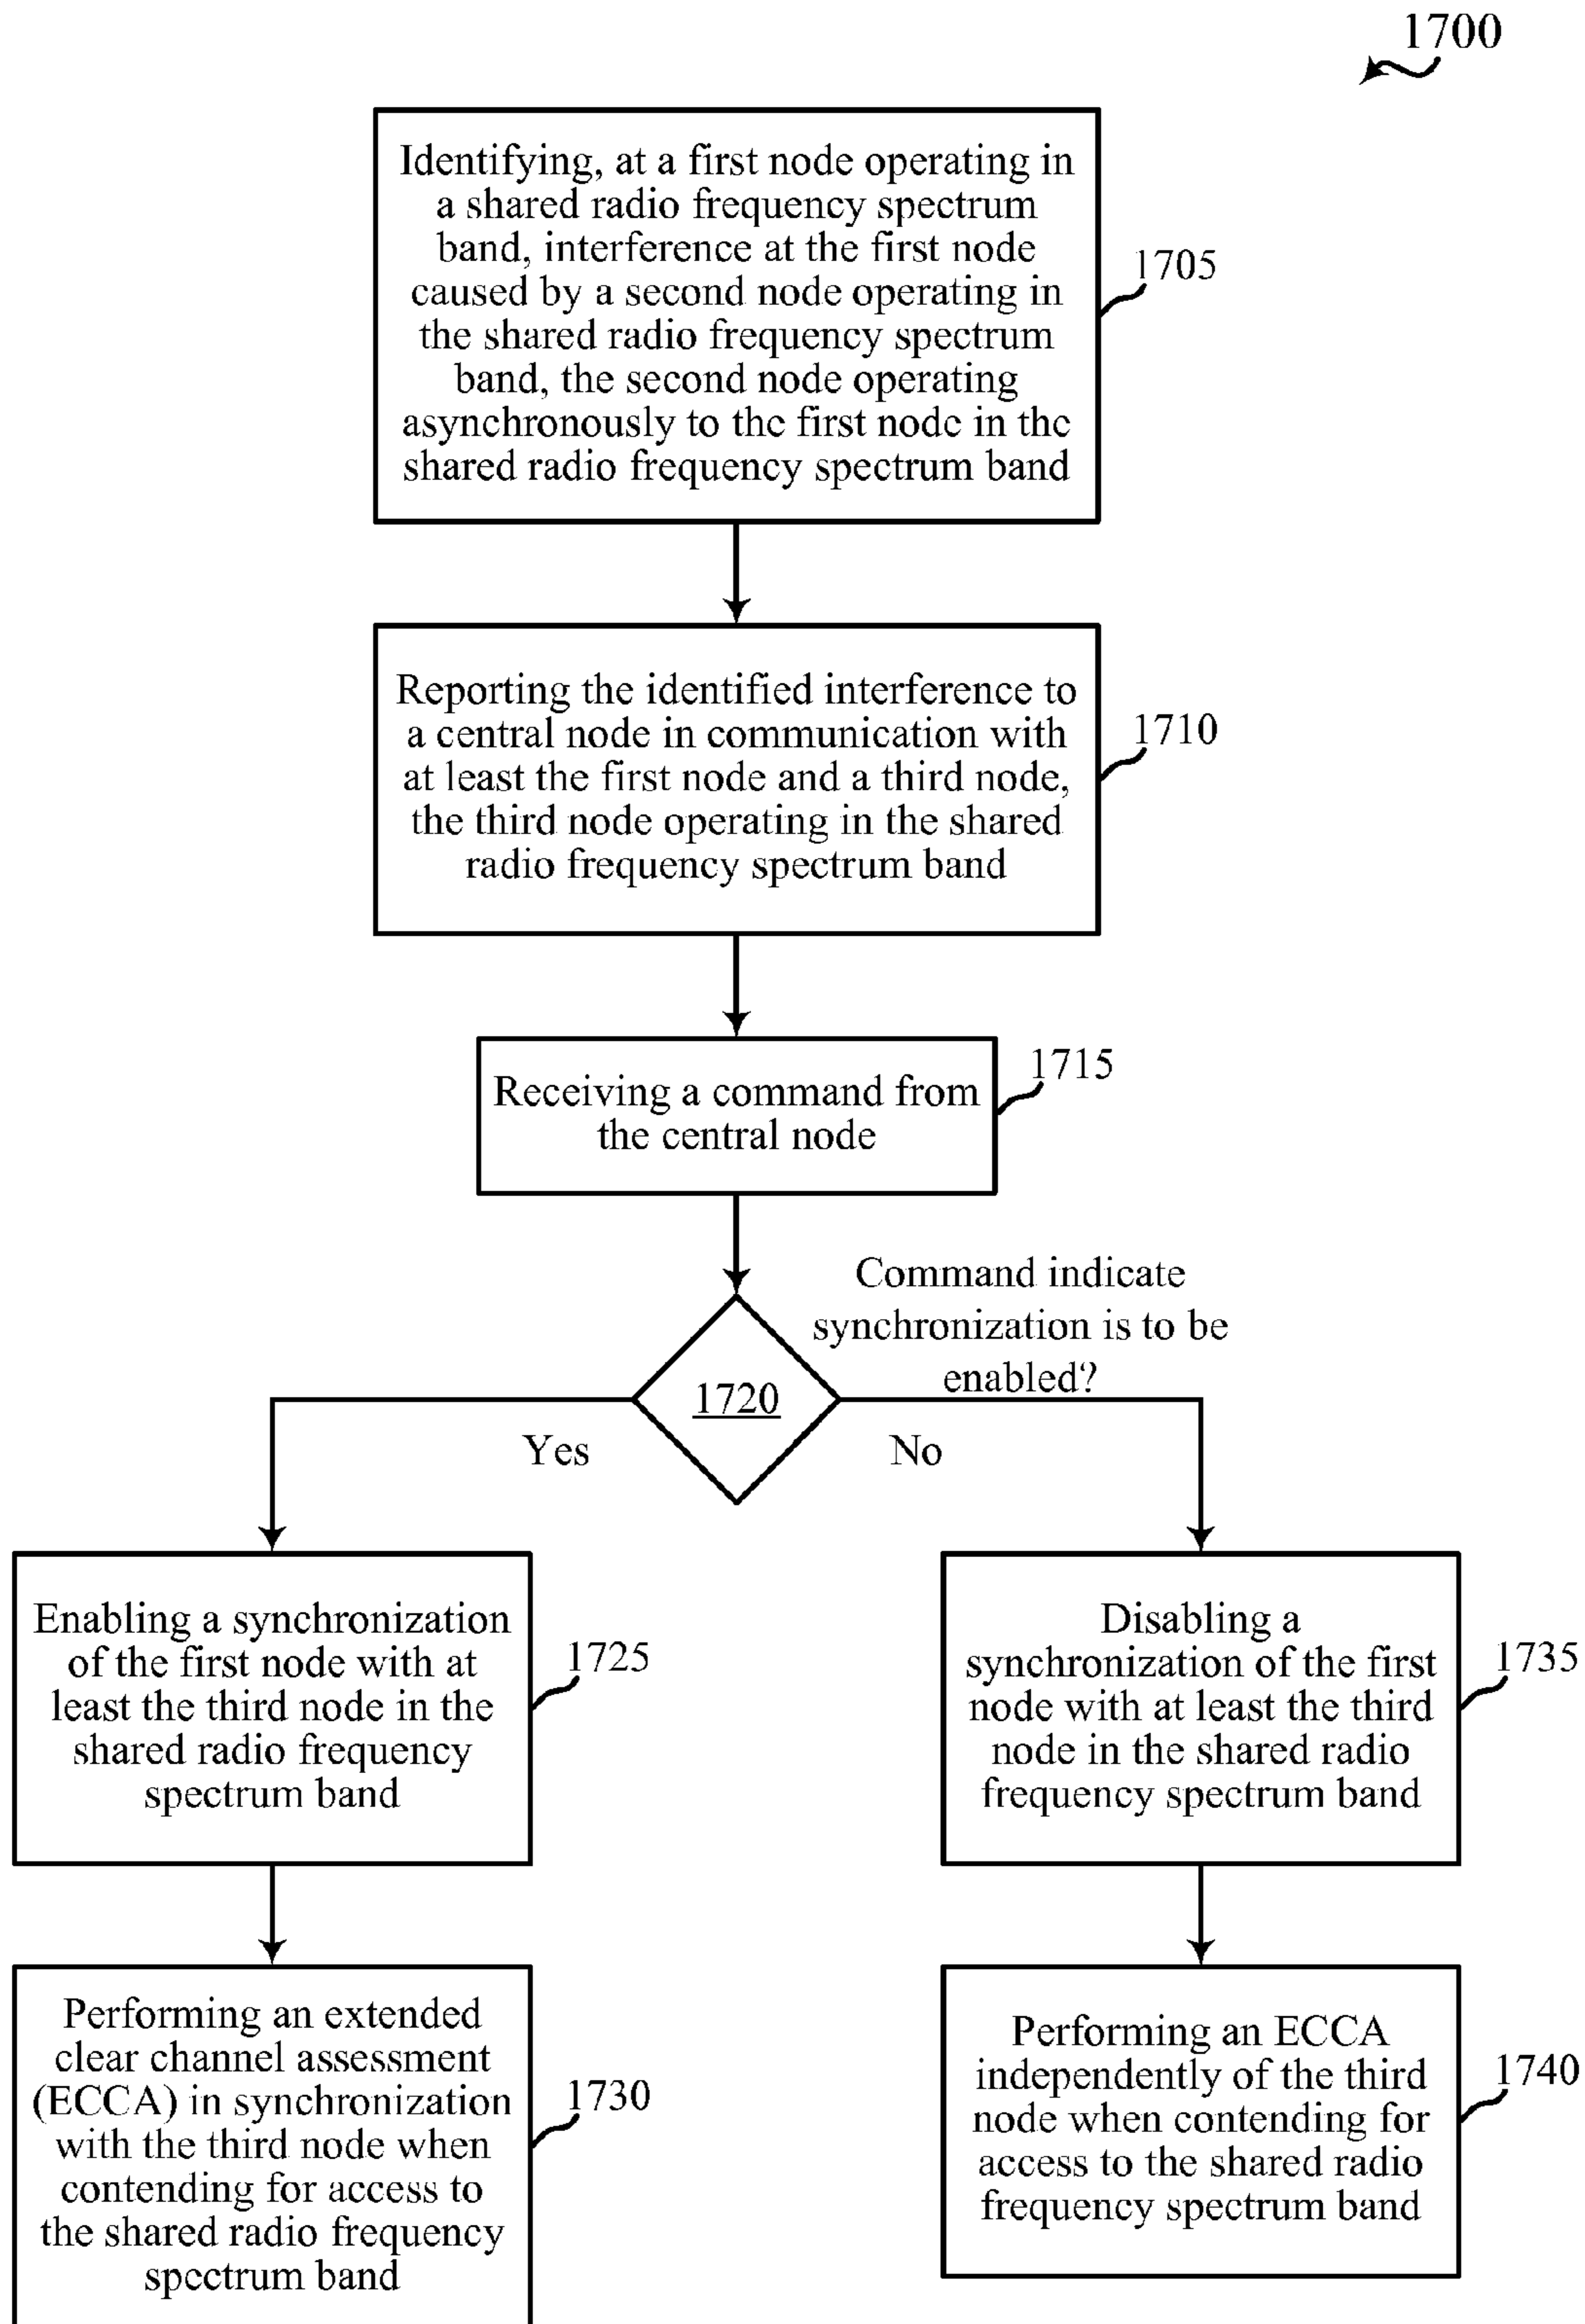 1700
Identifying, at a first node operating in
a shared radio frequency spectrum
band, interference at the first node
caused by a second node operating in
the shared radio frequency spectrum
band, the second node operating
asynchronously to the first node in the
shared radio frequency spectrum band
1705
Reporting the identified interference to
a central node in communication with
at least the first node and a third node,
the third node operating in the shared
radio frequency spectrum band
1710
Receiving a command from
the central node
1715
Command indicate
synchronization is to be
enabled?
1720
Yes
No
Enabling a synchronization
of the first node with at
least the third node in the
shared radio frequency
spectrum band
1725
Disabling a
synchronization of the first
node with at least the third
node in the shared radio
frequency spectrum band
1735
Performing an extended
clear channel assessment
(ECCA) in synchronization
with the third node when
contending for access to
the shared radio frequency
spectrum band
1730
Performing an ECCA
independently of the third
node when contending for
access to the shared radio
frequency spectrum band
1740